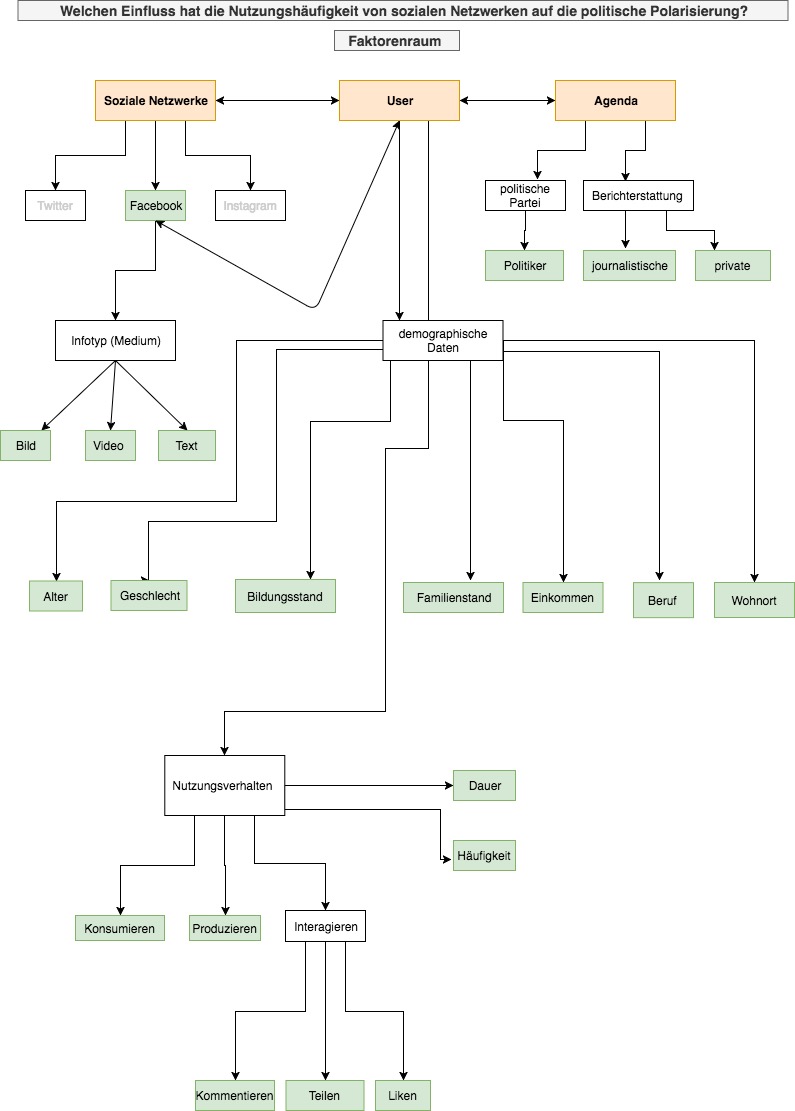 Welchen Einfluss hat die Nutzungshäufigkeit von sozialen Netzwerken auf die politische Polarisierung?
Faktorenraum
Soziale Netzwerke
User
Agenda
Twitter
Facebook
Instagram
politische
Partei
Berichterstattung
Politiker
journalistische
private
Infotyp (Medium)
demographische
Daten
Bild
Video
Text
Alter
Geschlecht
Bildungsstand
Familienstand
Einkommen
Beruf
Wohnort
Nutzungsverhalten
Dauer
Häufigkeit
Konsumieren
Produzieren
Interagieren
Kommentieren
Teilen
Liken